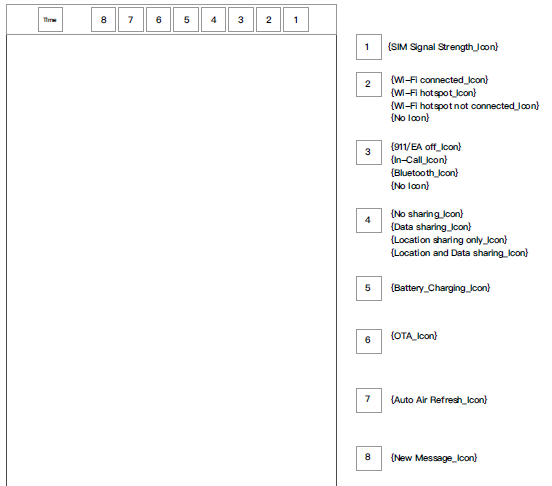 Time 8 7 6 5 4 3 2 1
1 {SIM Signal Strength_Icon}
2 {Wi-Fi connected_Icon}
{Wi-Fi hotspot_Icon}
{Wi-Fi hotspot not connected_Icon}
{No Icon}
3 {911/EA off_Icon}
{In-Call_Icon}
{Bluetooth_Icon}
{No Icon}
4 {No sharing_Icon}
{Data sharing_Icon}
{Location sharing only_Icon}
{Location and Data sharing_Icon}
5 {Battery_Charging_Icon}
6 {OTA_Icon}
7 {Auto Air Refresh_Icon}
8 {New Message_Icon}